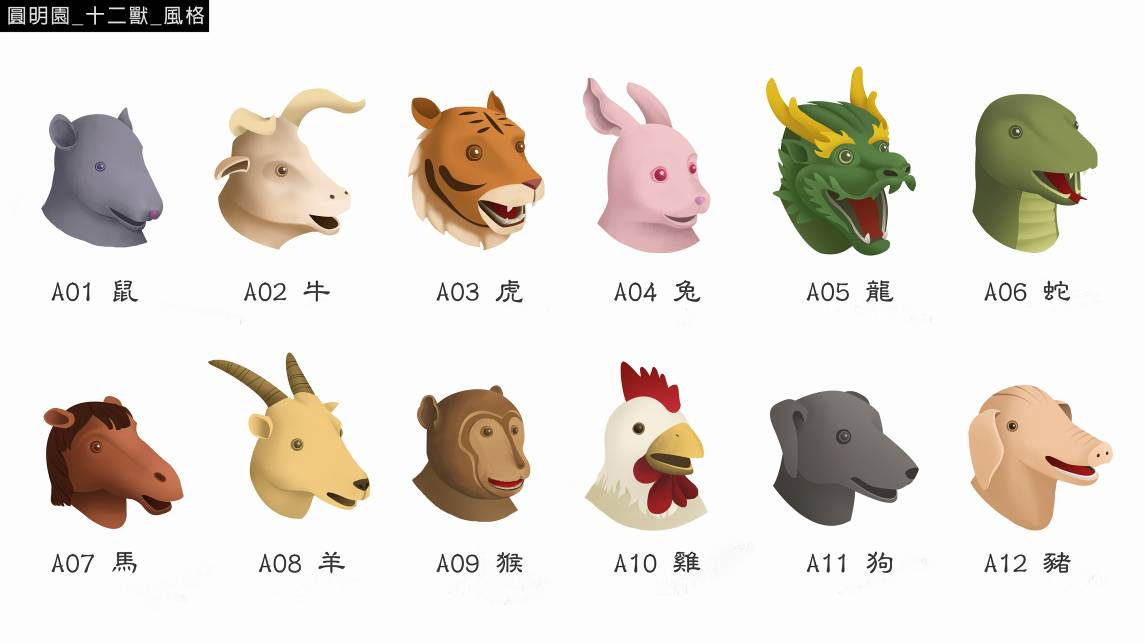 圓明園_十二獸_風格
A01 鼠
A02 牛
A03 虎
A04 兔
A05 龍
A06 蛇
A07 馬
A08 羊
A09 猴
A10 雞
A11 狗
A12 豬